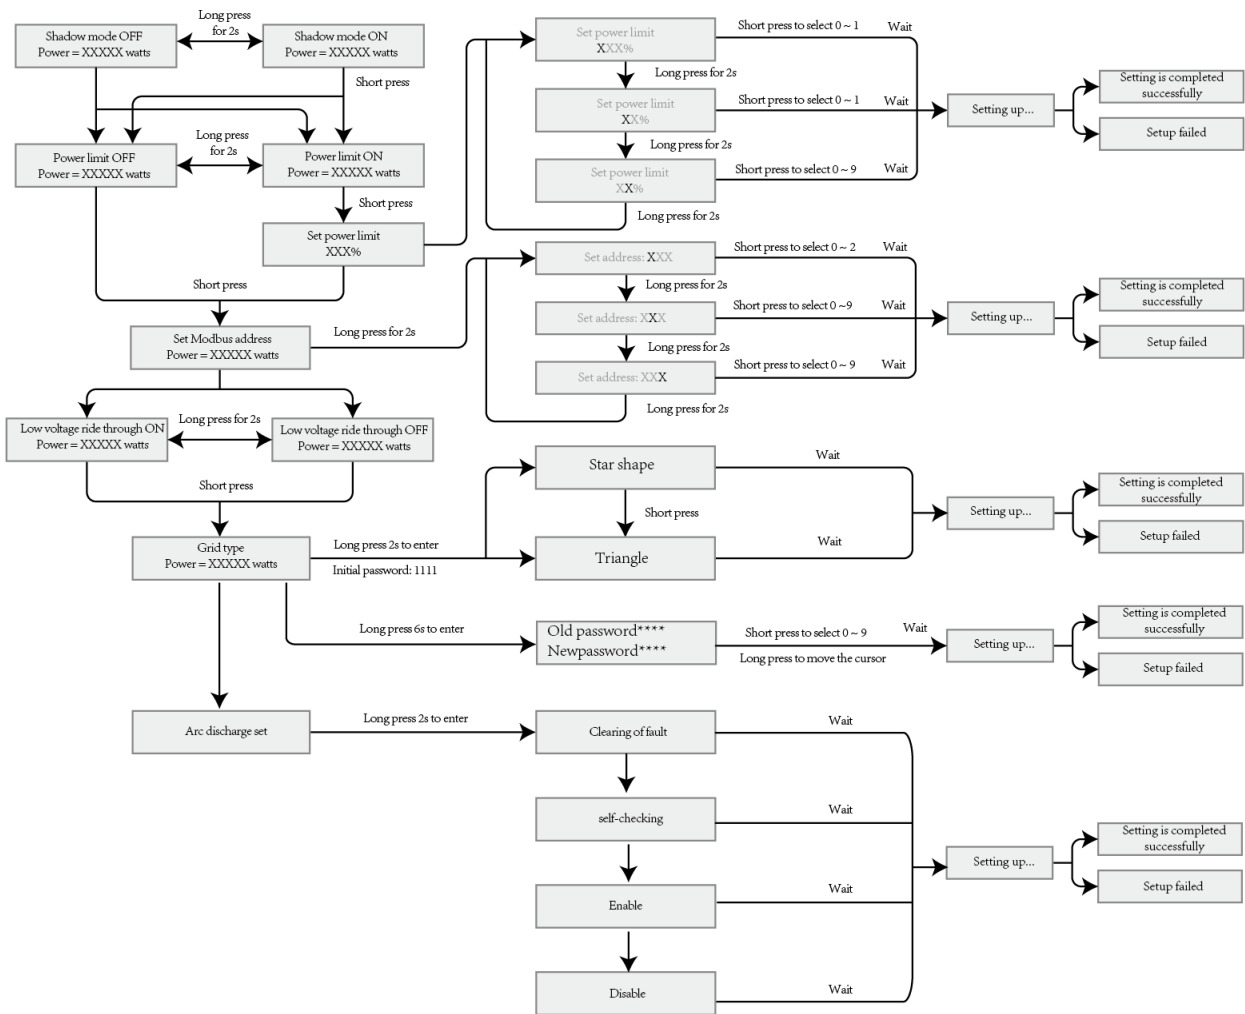 Shadow mode OFF
Power = XXXXX watts
Long press
for 2s
Shadow mode ON
Power = XXXXX watts
Short press
Power limit OFF
Power = XXXXX watts
Long press
for 2s
Power limit ON
Power = XXXXX watts
Short press
Set power limit
XXX%
Short press
Set power limit
XXX%
Short press to select 0 ~ 1
Wait
Long press for 2s
Set power limit
XX%
Short press to select 0 ~ 1
Wait
Long press for 2s
Set power limit
XX%
Short press to select 0 ~ 9
Wait
Long press for 2s
Setting up...
Setting is completed
successfully
Setup failed
Set Modbus address
Power = XXXXX watts
Long press for 2s
Set address: XXX
Short press to select 0 ~ 2
Wait
Long press for 2s
Set address: XXX
Short press to select 0 ~9
Wait
Long press for 2s
Set address: XXX
Short press to select 0 ~ 9
Wait
Long press for 2s
Setting up...
Setting is completed
successfully
Setup failed
Low voltage ride through ON
Power = XXXXX watts
Long press for 2s
Low voltage ride through OFF
Power = XXXXX watts
Short press
Grid type
Power = XXXXX watts
Long press 2s to enter
Initial password: 1111
Star shape
Wait
Short press
Triangle
Wait
Setting up...
Setting is completed
successfully
Setup failed
Long press 6s to enter
Old password****
Newpassword****
Short press to select 0 ~ 9
Wait
Long press to move the cursor
Setting up...
Setting is completed
successfully
Setup failed
Arc discharge set
Long press 2s to enter
Clearing of fault
Wait
self-checking
Wait
Enable
Wait
Disable
Wait
Setting up...
Setting is completed
successfully
Setup failed